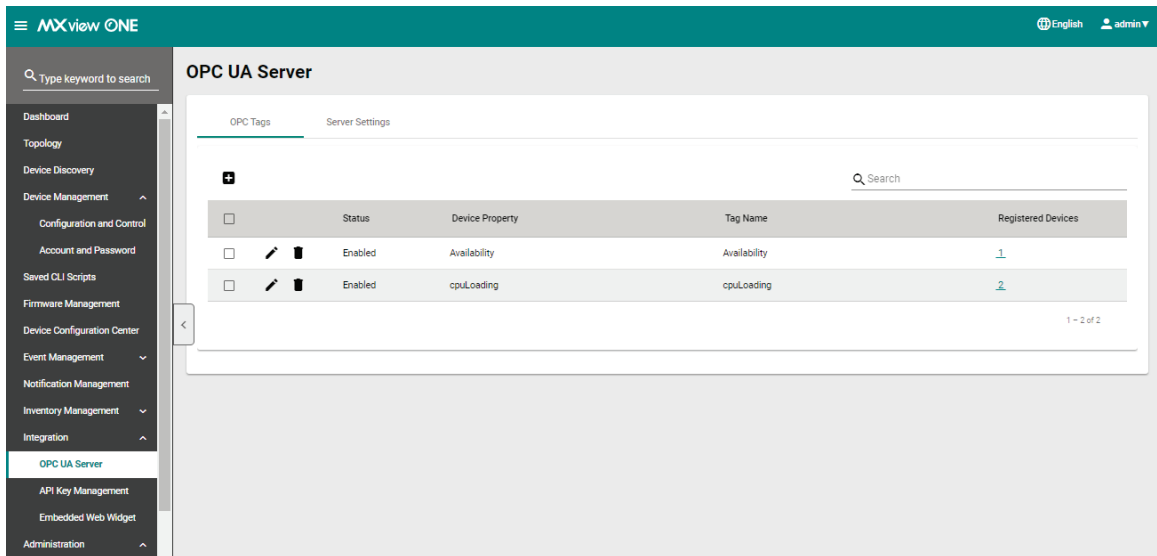 MXview ONE
English admin
Type keyword to search
Dashboard
Topology
Device Discovery
Device Management
Configuration and Control
Account and Password
Saved CLI Scripts
Firmware Management
Device Configuration Center
Event Management
Notification Management
Inventory Management
Integration
OPC UA Server
API Key Management
Embedded Web Widget
Administration
OPC UA Server
OPC Tags Server Settings
Search
Status Device Property Tag Name Registered Devices
Enabled Availability Availability 1
Enabled cpuLoading cpuLoading 2
1 – 2 of 2